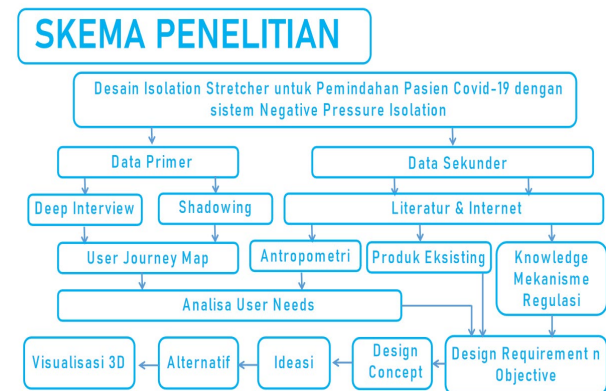 SKEMA PENELITIAN
Desain Isolation Stretcher untuk Pemindahan Pasien Covid-19 dengan
sistem Negative Pressure Isolation
Data Primer
Data Sekunder
Deep Interview
Shadowing
Literatur & Internet
User Journey Map
Antropometri
Produk Eksisting
Knowledge
Mekanisme
Regulasi
Analisa User Needs
Visualisasi 3D
Alternatif
Ideasi
Design
Concept
Design Requirement n
Objective